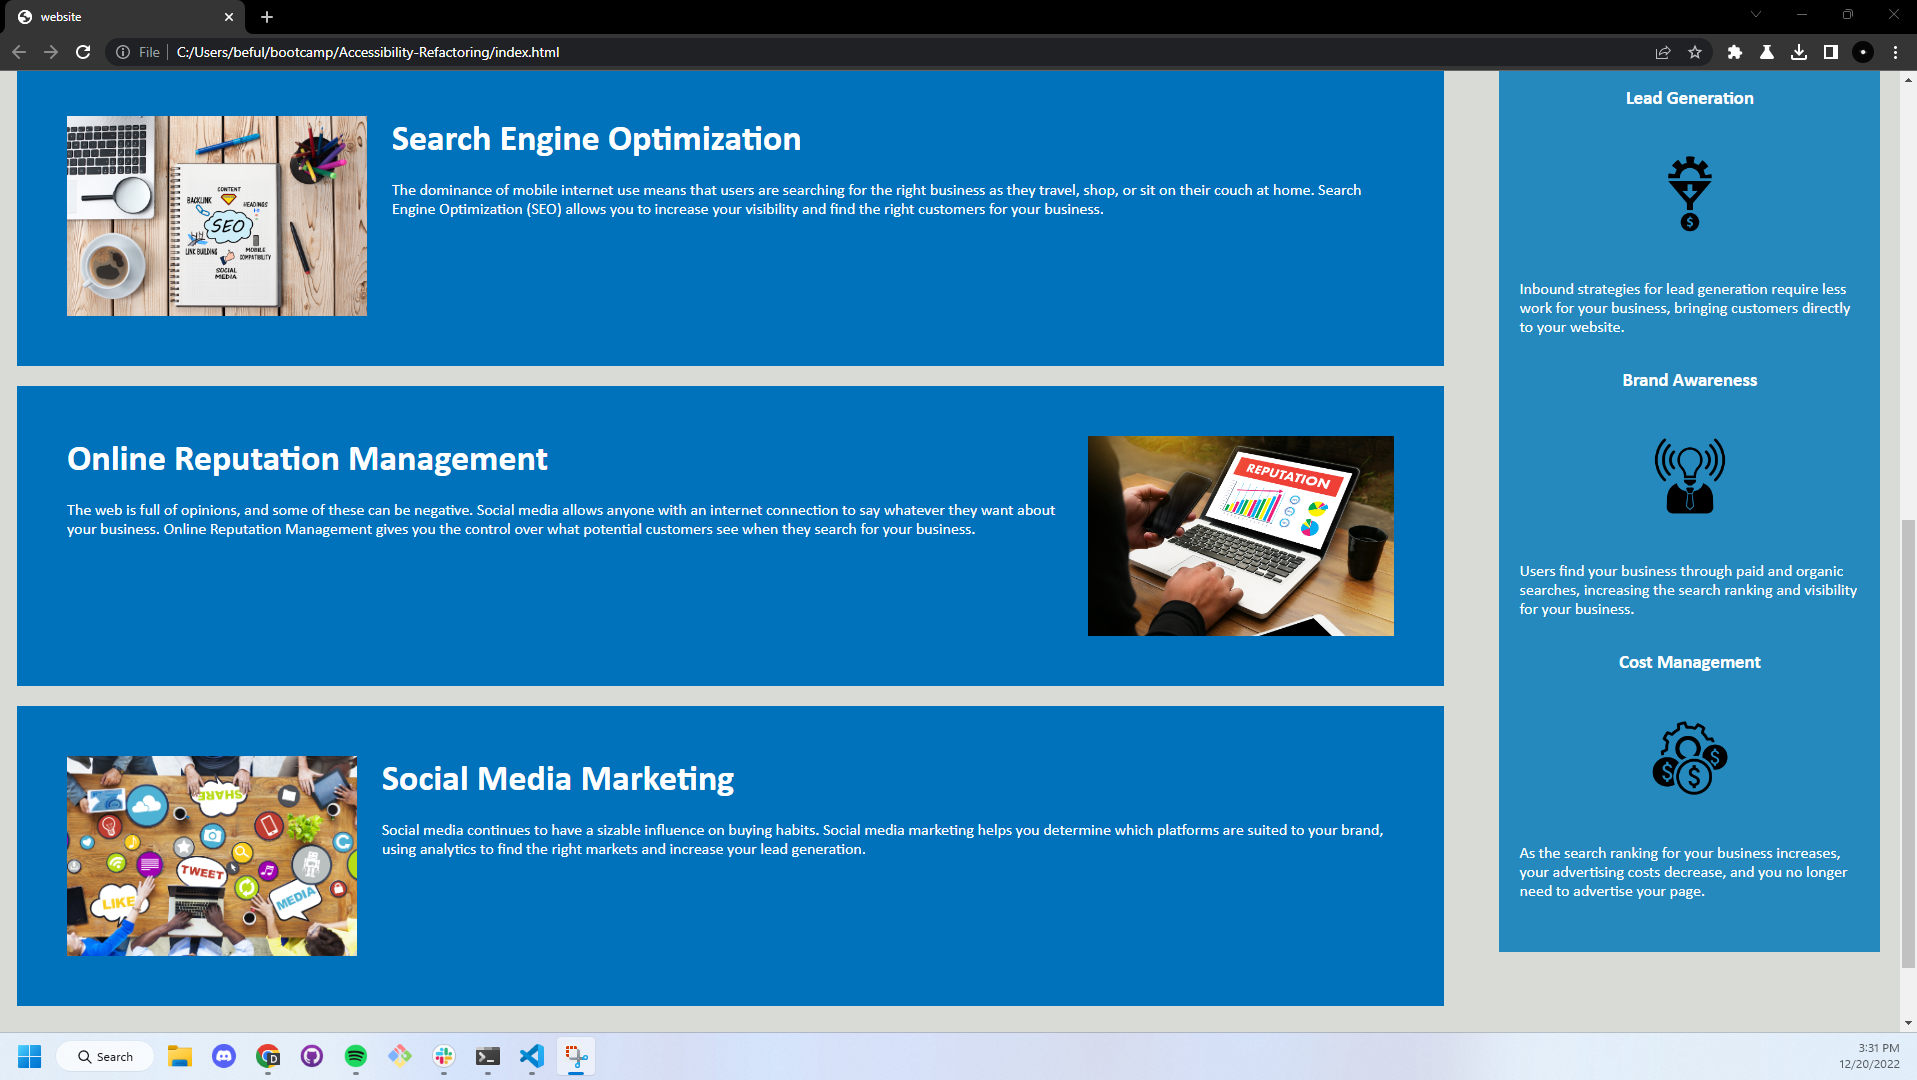 website
File
C:/Users/beful/bootcamp/Accessibility-Refactoring/index.html
CONTENT
BACKLINK
HEADINGS
SEO
LINK BUILDING
MOBILE
COMPATIBILITY
SOCIAL
MEDIA
Search Engine Optimization
The dominance of mobile internet use means that users are searching for the right business as they travel, shop, or sit on their couch at home. Search
Engine Optimization (SEO) allows you to increase your visibility and find the right customers for your business.
Online Reputation Management
The web is full of opinions, and some of these can be negative. Social media allows anyone with an internet connection to say whatever they want about
your business. Online Reputation Management gives you the control over what potential customers see when they search for your business.
REPUTATION
SHARE
TWEET
LIKE
MEDIA
Social Media Marketing
Social media continues to have a sizable influence on buying habits. Social media marketing helps you determine which platforms are suited to your brand,
using analytics to find the right markets and increase your lead generation.
Lead Generation
$
Inbound strategies for lead generation require less
work for your business, bringing customers directly
to your website.
Brand Awareness
Users find your business through paid and organic
searches, increasing the search ranking and visibility
for your business.
Cost Management
$ $ $
As the search ranking for your business increases,
your advertising costs decrease, and you no longer
need to advertise your page.
Search
D
3:31 PM
12/20/2022